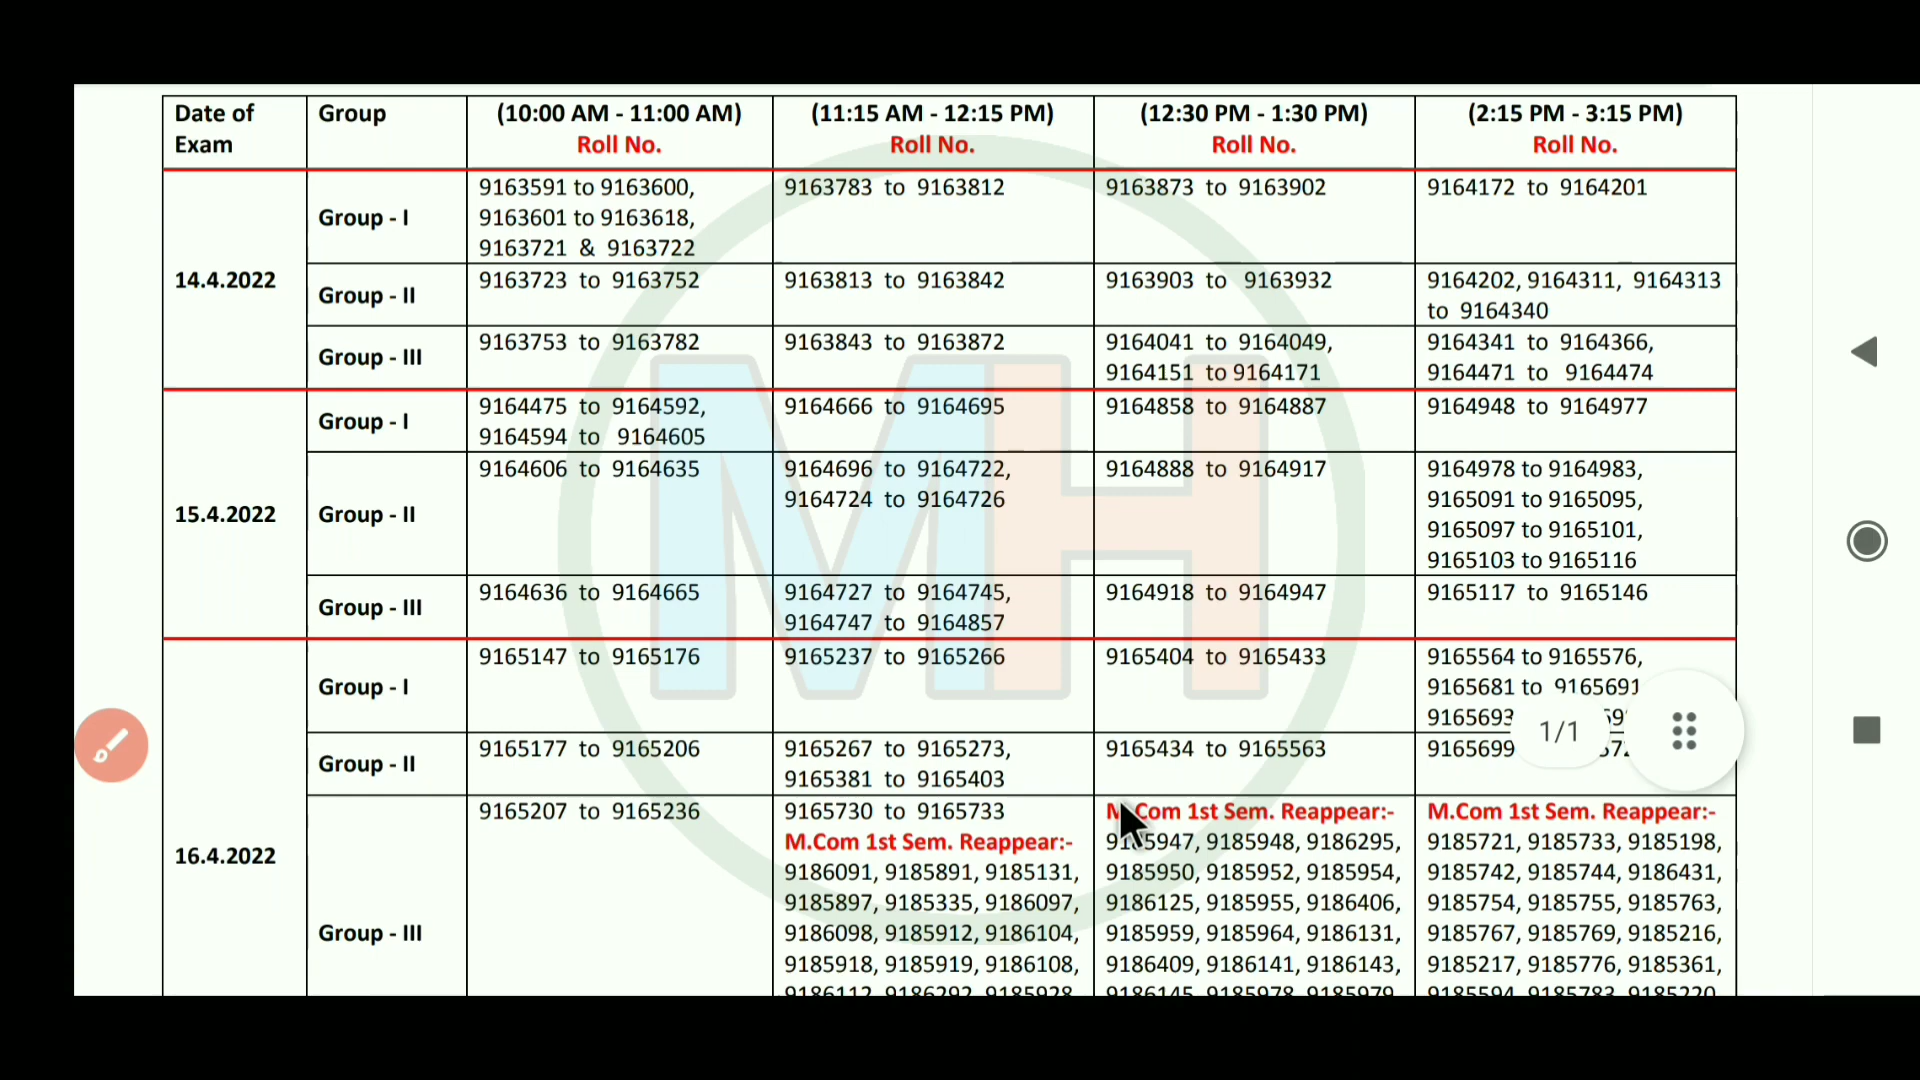 Date of Exam
Group
(10:00 AM - 11:00 AM)
Roll No.
(11:15 AM - 12:15 PM)
Roll No.
(12:30 PM - 1:30 PM)
Roll No.
(2:15 PM - 3:15 PM)
Roll No.
14.4.2022
Group - I
9163591 to 9163600,
9163601 to 9163618,
9163721 & 9163722
9163783 to 9163812
9163873 to 9163902
9164172 to 9164201
Group - II
9163723 to 9163752
9163813 to 9163842
9163903 to 9163932
9164202, 9164311, 9164313
to 9164340
Group - III
9163753 to 9163782
9163843 to 9163872
9164041 to 9164049,
9164151 to 9164171
9164341 to 9164366,
9164471 to 9164474
15.4.2022
Group - I
9164475 to 9164592,
9164594 to 9164605
9164666 to 9164695
9164858 to 9164887
9164948 to 9164977
Group - II
9164606 to 9164635
9164696 to 9164722,
9164724 to 9164726
9164888 to 9164917
9164978 to 9164983,
9165091 to 9165095,
9165097 to 9165101,
9165103 to 9165116
Group - III
9164636 to 9164665
9164727 to 9164745,
9164747 to 9164857
9164918 to 9164947
9165117 to 9165146
16.4.2022
Group - I
9165147 to 9165176
9165237 to 9165266
9165404 to 9165433
9165564 to 9165576,
9165681 to 9165691
9165693
Group - II
9165177 to 9165206
9165267 to 9165273,
9165381 to 9165403
9165434 to 9165563
9165699
1/1
Group - III
9165207 to 9165236
9165730 to 9165733
M.Com 1st Sem. Reappear:-
9186091, 9185891, 9185131,
9185897, 9185335, 9186097,
9186098, 9185912, 9186104,
9185918, 9185919, 9186108,
9186112, 9186292, 9185928
M.Com 1st Sem. Reappear:-
9185947, 9185948, 9186295,
9185950, 9185952, 9185954,
9186125, 9185955, 9186406,
9185959, 9185964, 9186131,
9186409, 9186141, 9186143,
9186145, 9185978, 9185979
M.Com 1st Sem. Reappear:-
9185721, 9185733, 9185198,
9185742, 9185744, 9186431,
9185754, 9185755, 9185763,
9185767, 9185769, 9185216,
9185217, 9185776, 9185361,
9185594, 9185783, 9185220
MH